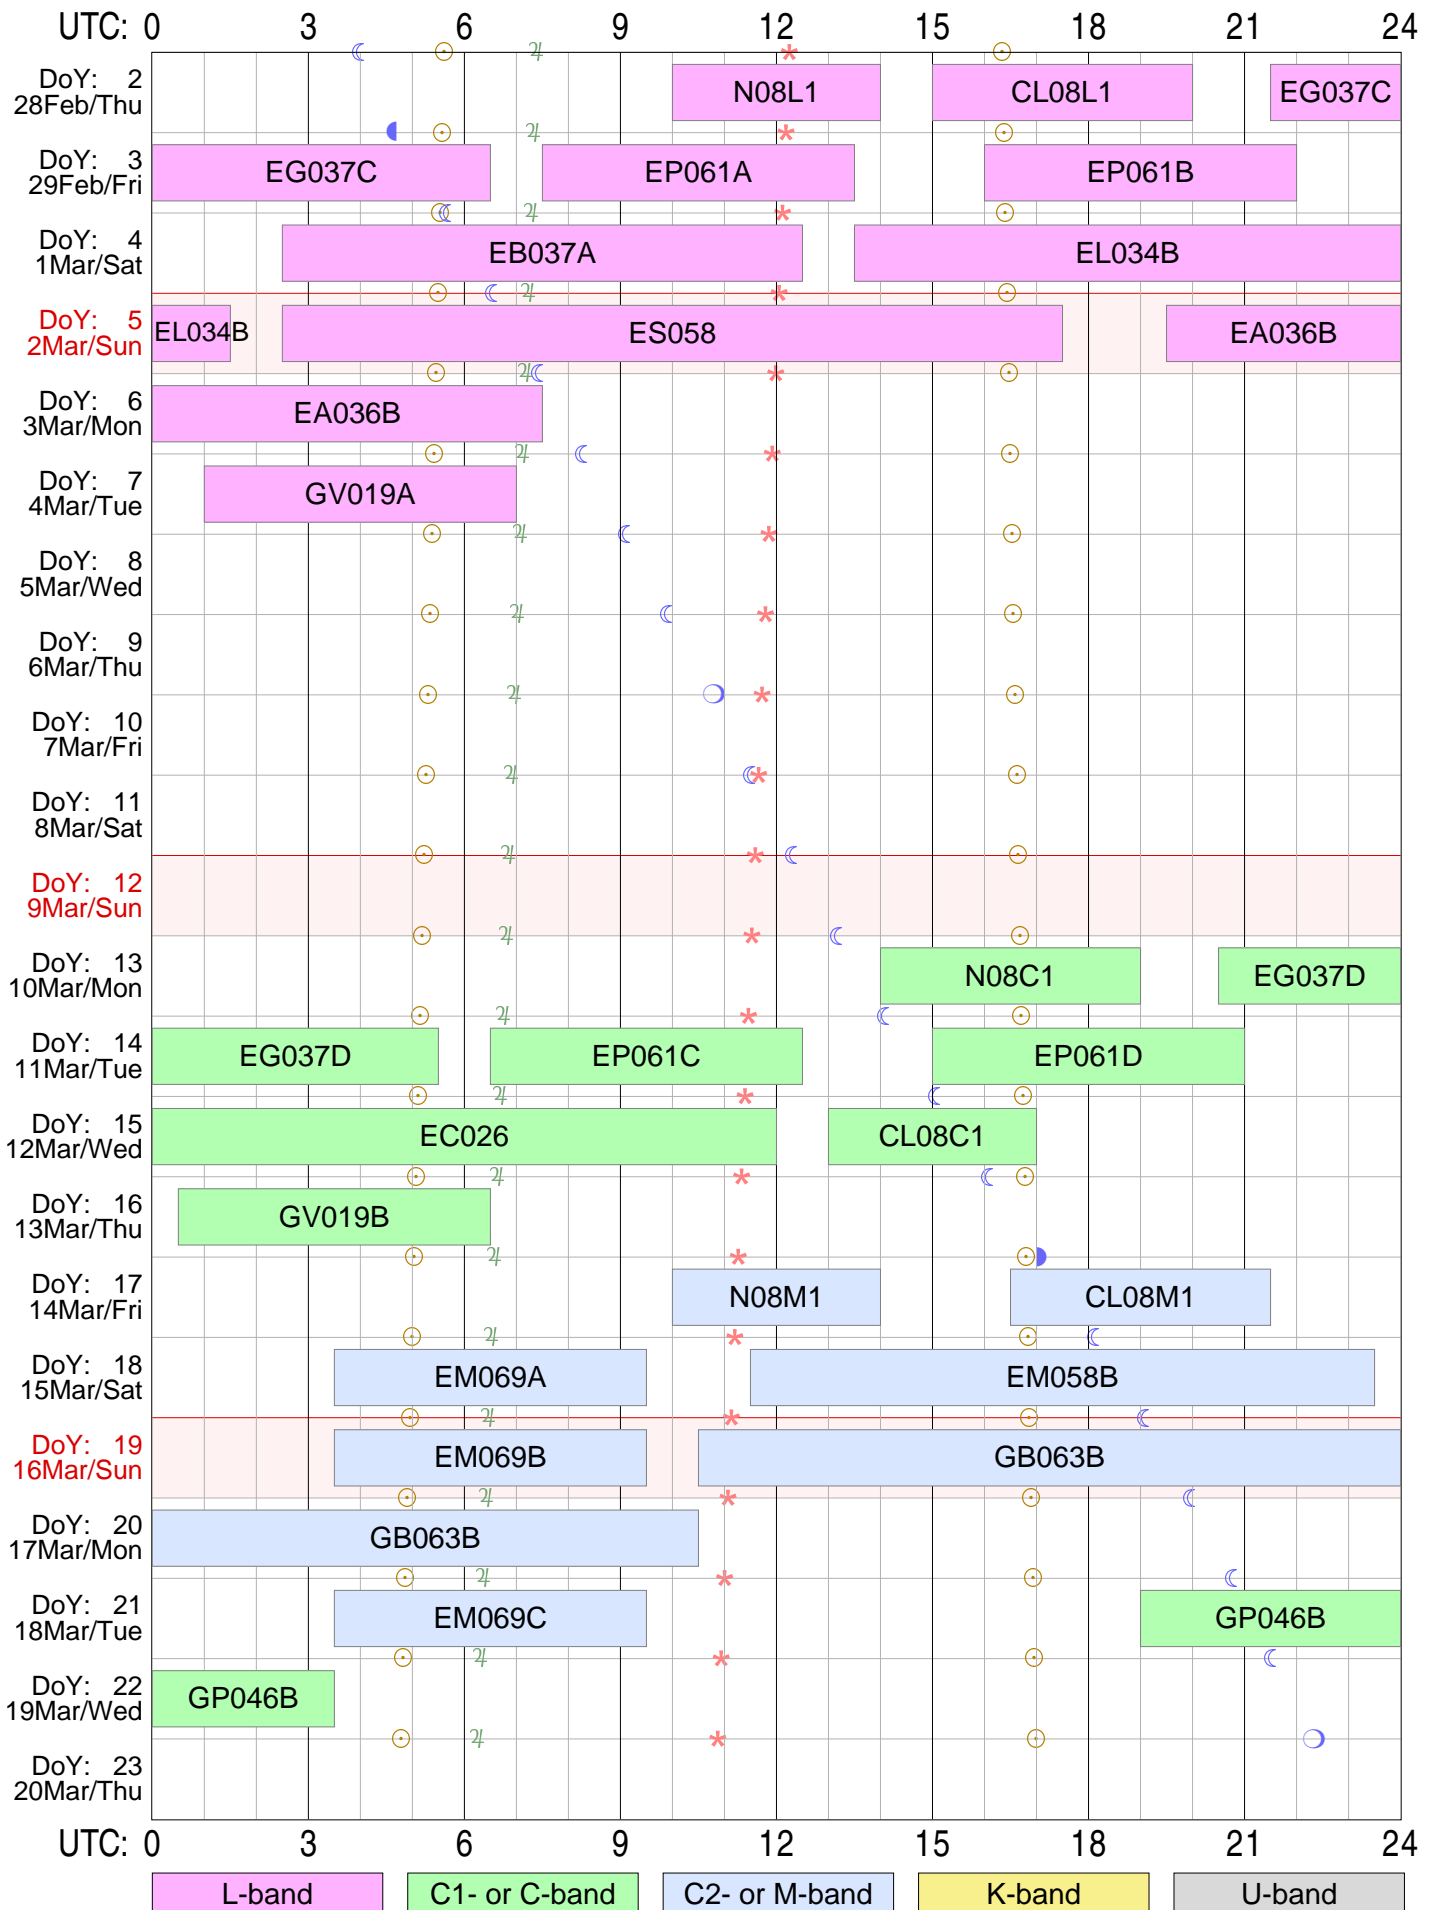 UTC: 0 3 6 9 12 15 18 21 24
DoY: 2
28Feb/Thu
N08L1 CL08L1 EG037C
DoY: 3
29Feb/Fri
EG037C EP061A EP061B
DoY: 4
1Mar/Sat
EB037A EL034B
DoY: 5
2Mar/Sun
EL034B ES058 EA036B
DoY: 6
3Mar/Mon
EA036B
DoY: 7
4Mar/Tue
GV019A
DoY: 8
5Mar/Wed
DoY: 9
6Mar/Thu
DoY: 10
7Mar/Fri
DoY: 11
8Mar/Sat
DoY: 12
9Mar/Sun
DoY: 13
10Mar/Mon
N08C1 EG037D
DoY: 14
11Mar/Tue
EG037D EP061C EP061D
DoY: 15
12Mar/Wed
EC026 CL08C1
DoY: 16
13Mar/Thu
GV019B
DoY: 17
14Mar/Fri
N08M1 CL08M1
DoY: 18
15Mar/Sat
EM069A EM058B
DoY: 19
16Mar/Sun
EM069B GB063B
DoY: 20
17Mar/Mon
GB063B
DoY: 21
18Mar/Tue
EM069C GP046B
DoY: 22
19Mar/Wed
GP046B
DoY: 23
20Mar/Thu
UTC: 0 3 6 9 12 15 18 21 24
L-band C1- or C-band C2- or M-band K-band U-band